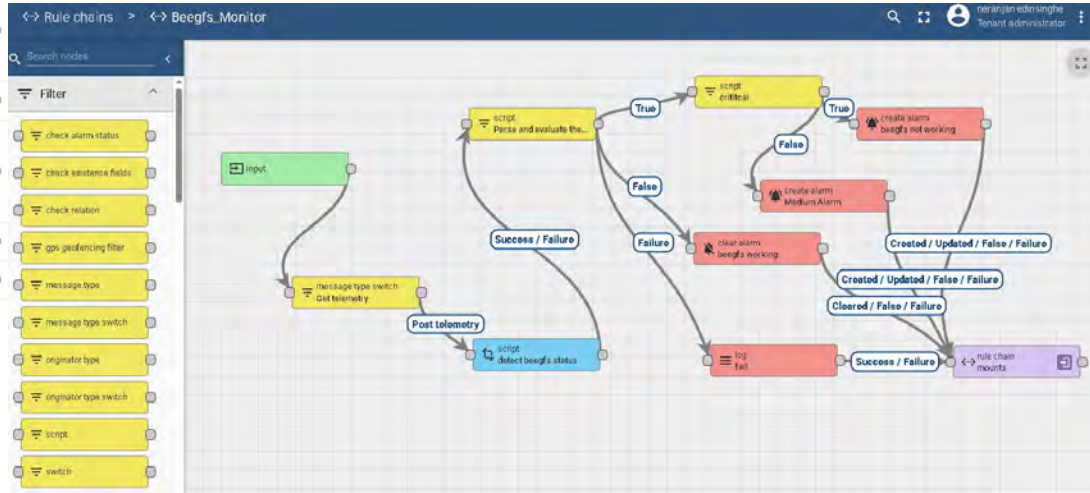 Rule chains > Beegfs_Monitor
neranjan edirisinghe
Tenant administrator
Search nodes
Filter
check alarm status
check existence fields
check relation
gps geofencing filter
message type
message type switch
originator type
originator type switch
script
switch
input
message type switch
Get telemetry
Post telemetry
script
detect beegfs status
Success / Failure
script
Parse and evaluate the...
True
False
Failure
script
critical
True
False
create alarm
beegfs not working
create alarm
Medium Alarm
clear alarm
beegfs working
log
fail
Created / Updated / False / Failure
Created / Updated / False / Failure
Cleared / False / Failure
Success / Failure
rule chain
mounts